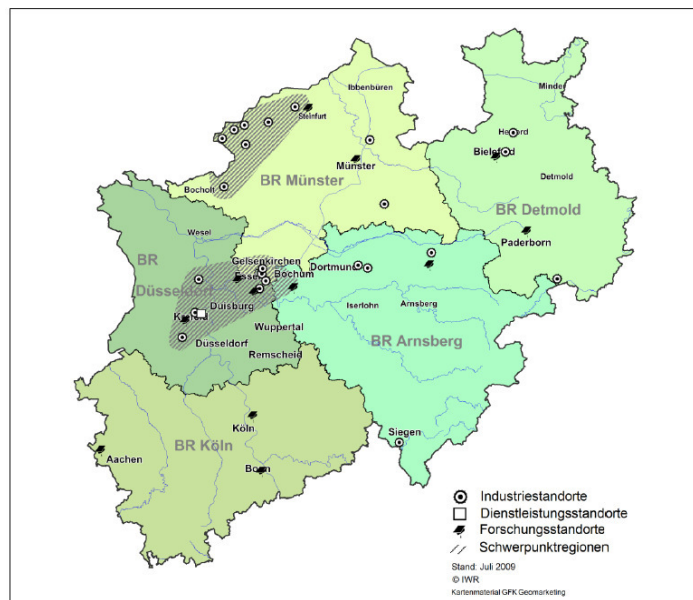 Ibbenbüren
Minden
Steinfurt
Herford
Münster
Bielefeld
Detmold
BR Münster
Bocholt
BR Detmold
Wesel
Paderborn
BR
Gelsenkirchen
Dortmund
Essen
Bochum
Düsseldorf
Duisburg
Iserlohn
Arnsberg
Krefeld
Wuppertal
Düsseldorf
BR Arnsberg
Remscheid
Köln
Siegen
BR Köln
Aachen
Bonn
Industriestandorte
Dienstleistungsstandorte
Forschungsstandorte
Schwerpunktregionen
Stand: Juli 2009
© IWR
Kartenmaterial GFK Geomarketing